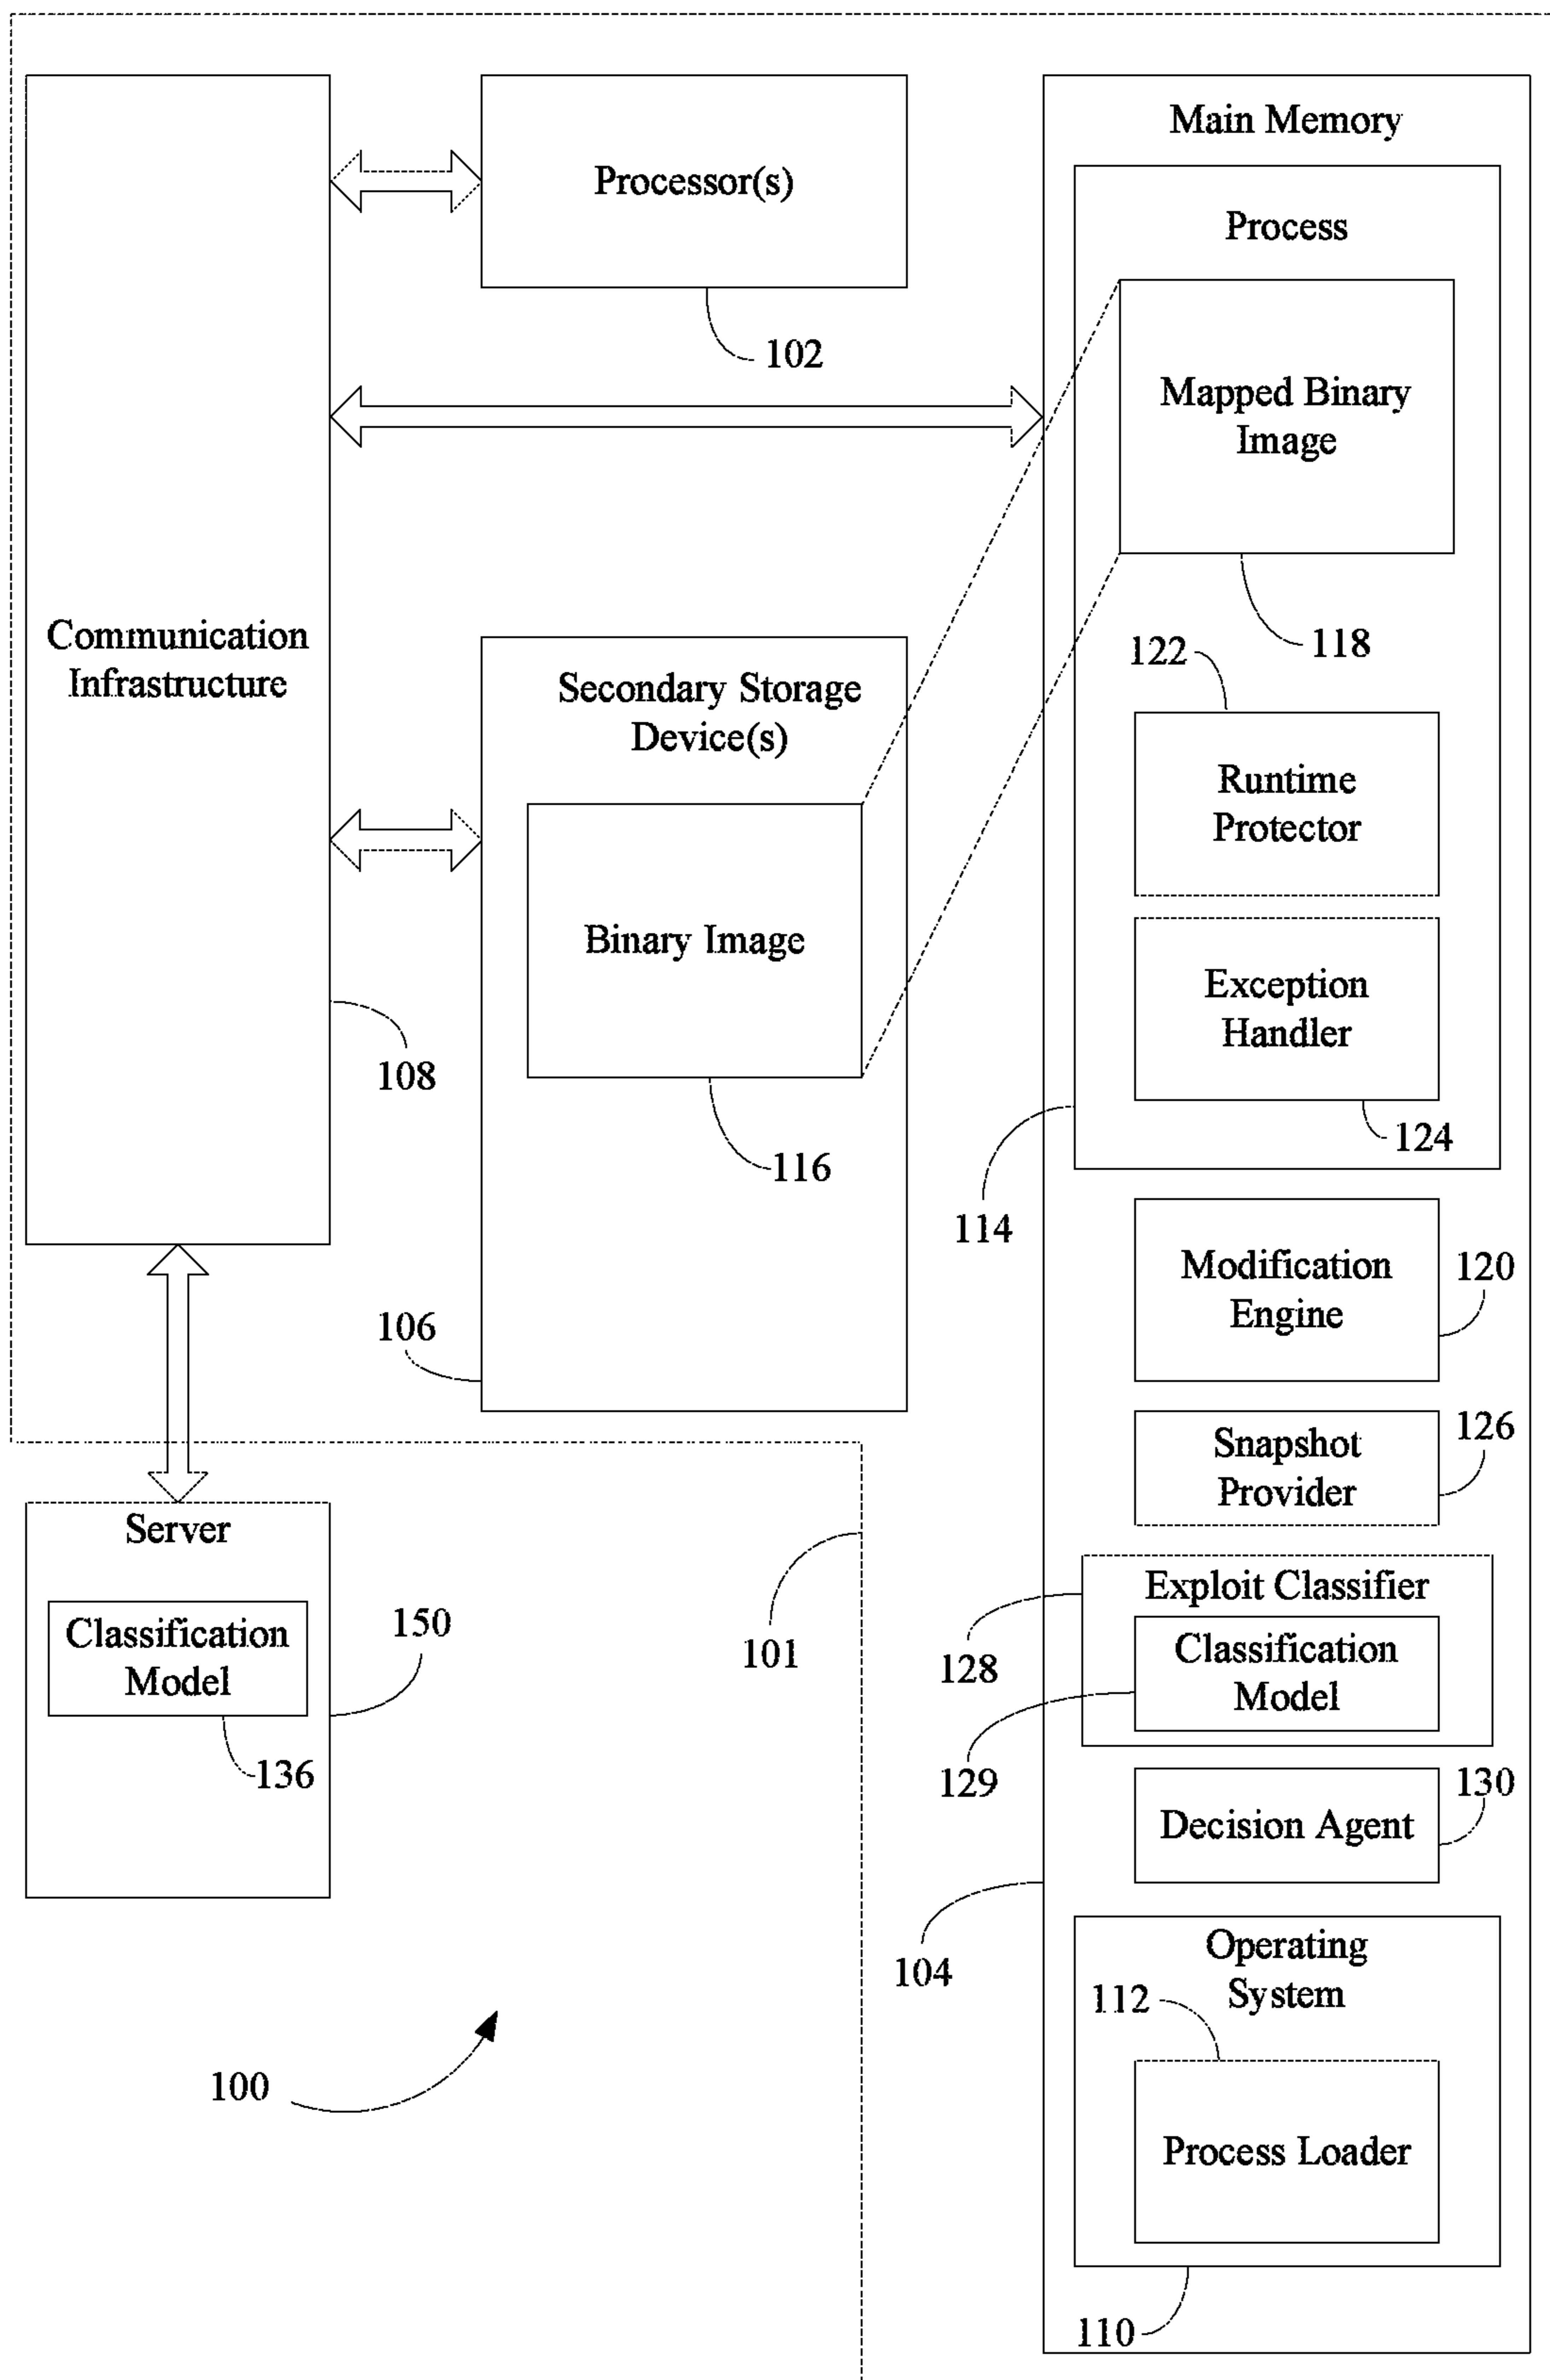 Main Memory
Processor(s)
Process
102
Mapped Binary
Image
118
Communication
Infrastructure
122
Secondary Storage
Device(s)
Runtime
Protector
Binary Image
Exception
Handler
108
124
116
114
Modification
Engine
120
106
Snapshot
Provider
126
Server
Classification
Model
150
136
101
Exploit Classifier
128
Classification
Model
129
130
Decision Agent
104
Operating
System
112
100
Process Loader
110